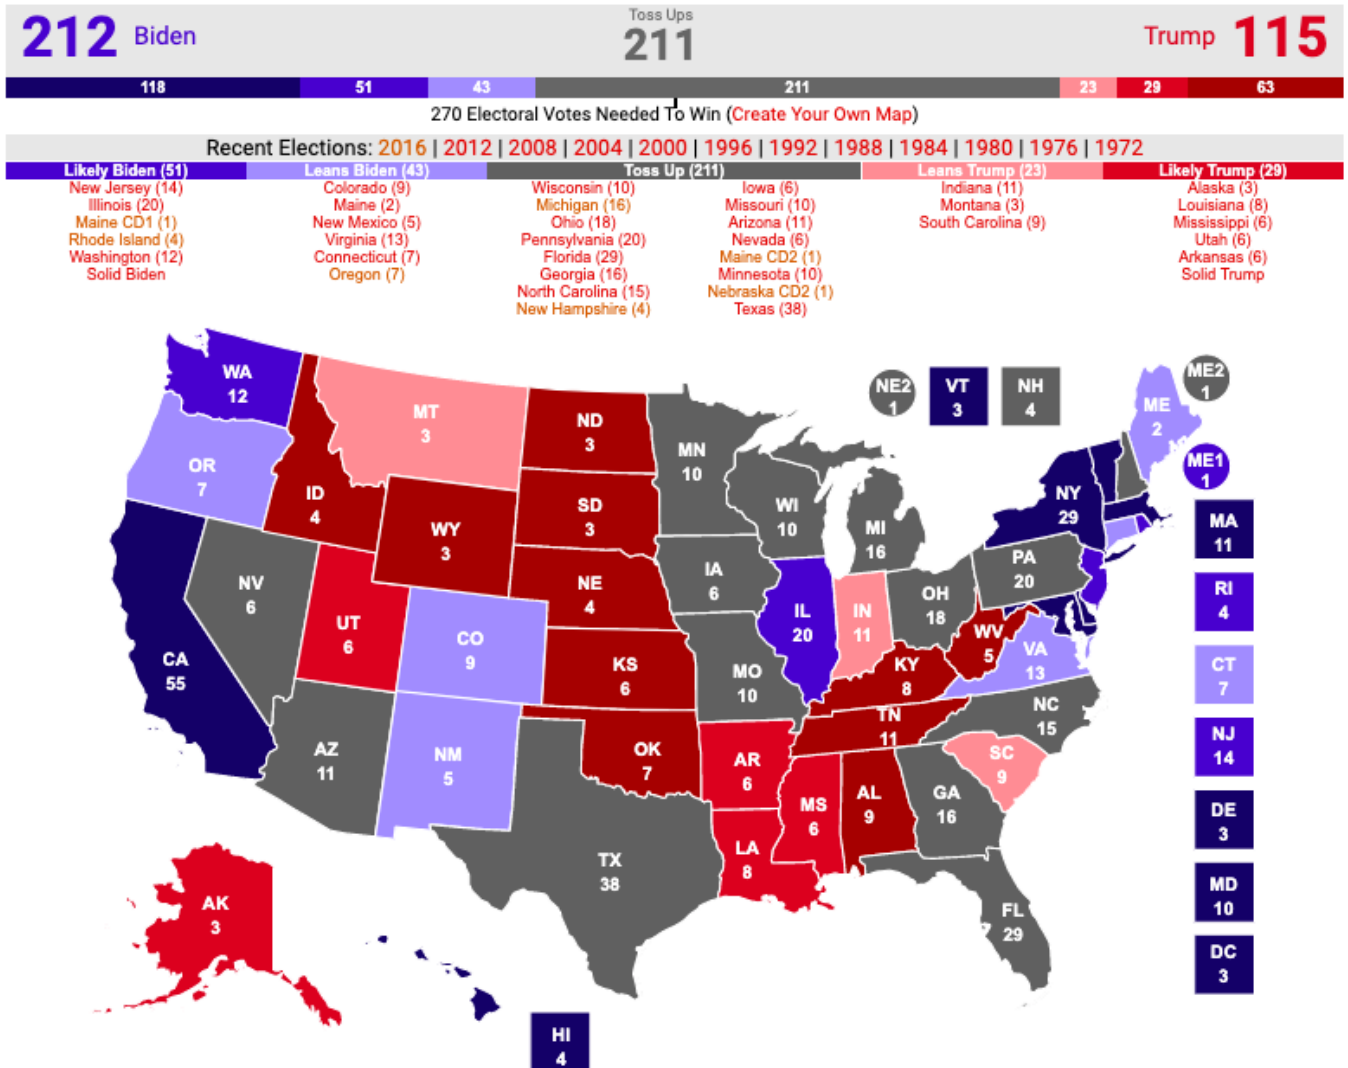 212 Biden
Toss Ups
211
Trump 115
118 51 43 211 23 29 63
270 Electoral Votes Needed To Win (Create Your Own Map)
Recent Elections: 2016 | 2012 | 2008 | 2004 | 2000 | 1996 | 1992 | 1988 | 1984 | 1980 | 1976 | 1972
Likely Biden (51)
New Jersey (14)
Illinois (20)
Maine CD1 (1)
Rhode Island (4)
Washington (12)
Solid Biden
Leans Biden (43)
Colorado (9)
Maine (2)
New Mexico (5)
Virginia (13)
Connecticut (7)
Oregon (7)
Toss Up (211)
Wisconsin (10)
Michigan (16)
Ohio (18)
Pennsylvania (20)
Florida (29)
Georgia (16)
North Carolina (15)
New Hampshire (4)
Iowa (6)
Missouri (10)
Arizona (11)
Nevada (6)
Maine CD2 (1)
Minnesota (10)
Nebraska CD2 (1)
Texas (38)
Leans Trump (23)
Indiana (11)
Montana (3)
South Carolina (9)
Likely Trump (29)
Alaska (3)
Louisiana (8)
Mississippi (6)
Utah (6)
Arkansas (6)
Solid Trump
WA
12
OR
7
CA
55
NV
6
ID
4
MT
3
WY
3
UT
6
AZ
11
CO
9
NM
5
ND
3
SD
3
NE
4
KS
6
OK
7
TX
38
MN
10
IA
6
MO
10
AR
6
LA
8
WI
10
IL
20
MS
6
MI
16
IN
11
KY
8
TN
11
AL
9
OH
18
WV
5
GA
16
FL
29
SC
9
NC
15
VA
13
PA
20
NY
29
ME
2
NE2
1
VT
3
NH
4
ME2
1
ME1
1
MA
11
RI
4
CT
7
NJ
14
DE
3
MD
10
DC
3
AK
3
HI
4